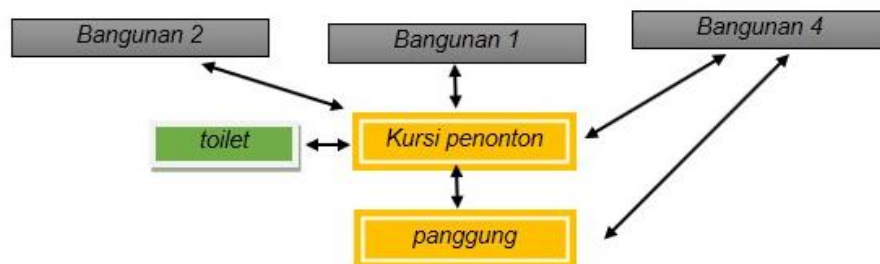 Bangunan 2
Bangunan 1
Bangunan 4
toilet
Kursi penonton
panggung